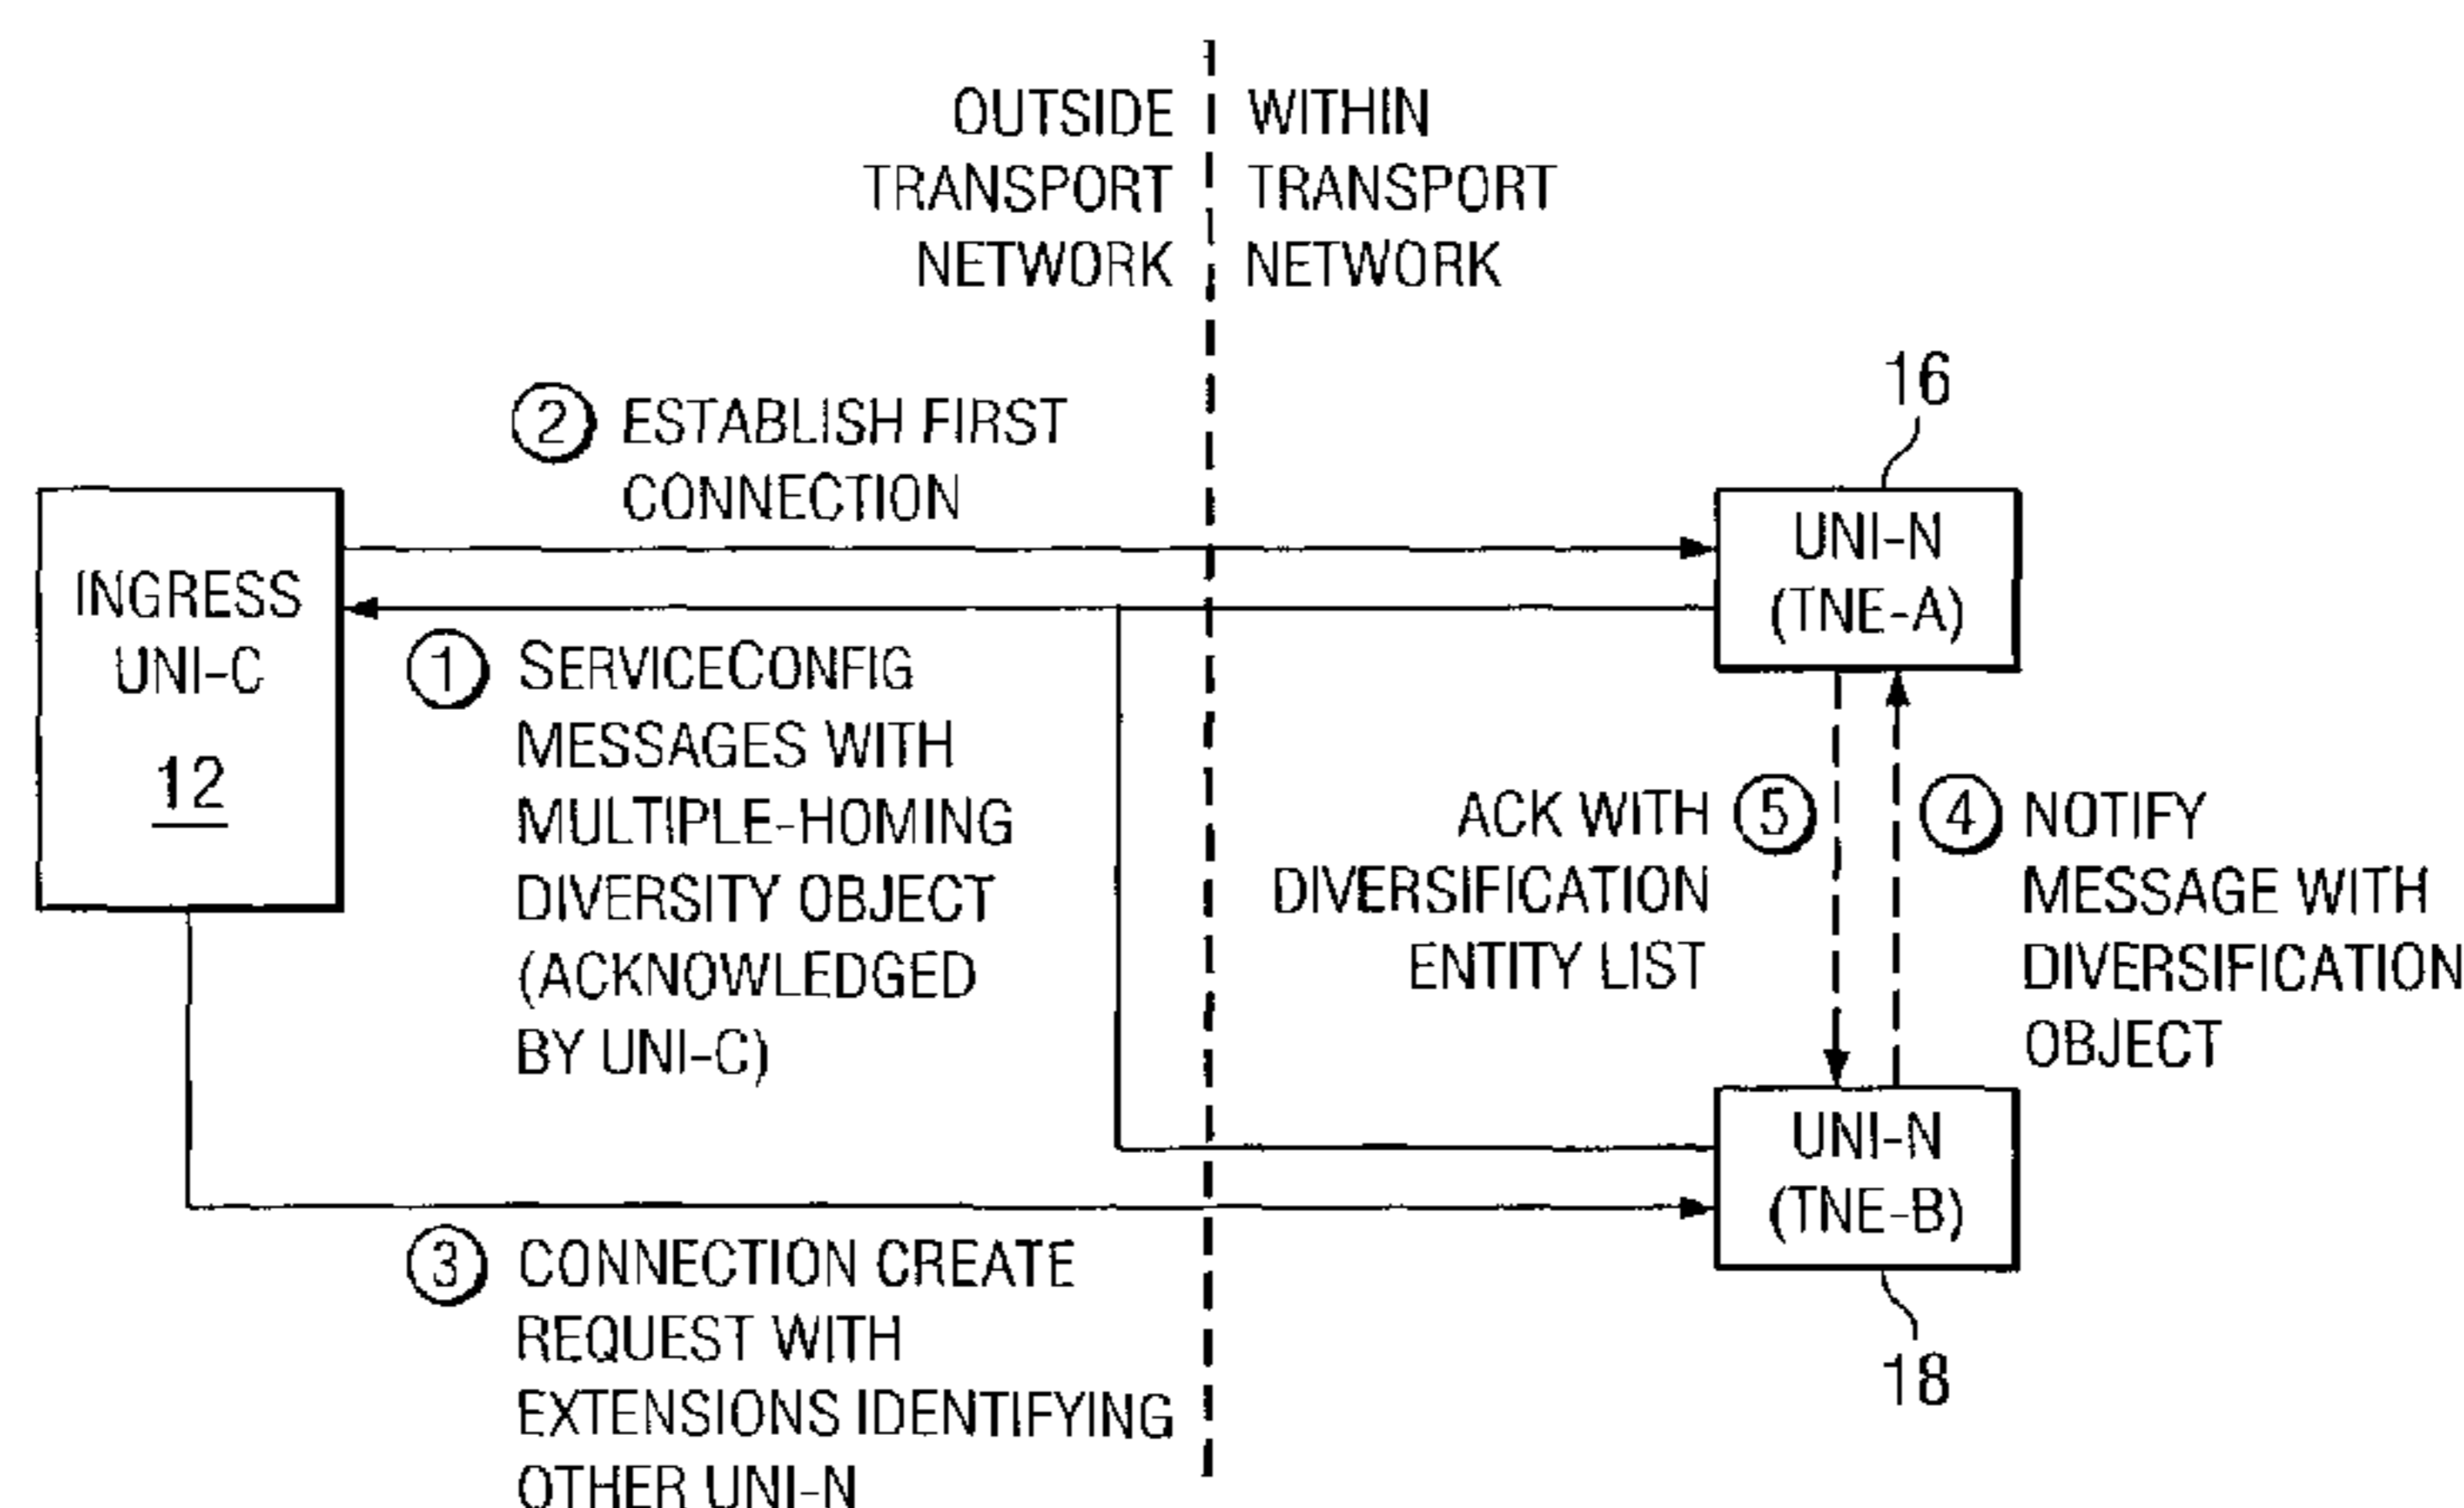 OUTSIDE
TRANSPORT
NETWORK
WITHIN
TRANSPORT
NETWORK
16
② ESTABLISH FIRST
CONNECTION
INGRESS
UNI-C
12
UNI-N
(TNE-A)
① SERVICECONFIG
MESSAGES WITH
MULTIPLE-HOMING
DIVERSITY OBJECT
(ACKNOWLEDGED
BY UNI-C)
ACK WITH ⑤
DIVERSIFICATION
ENTITY LIST
④ NOTIFY
MESSAGE WITH
DIVERSIFICATION
OBJECT
UNI-N
(TNE-B)
18
③ CONNECTION CREATE
REQUEST WITH
EXTENSIONS IDENTIFYING
OTHER UNI-N